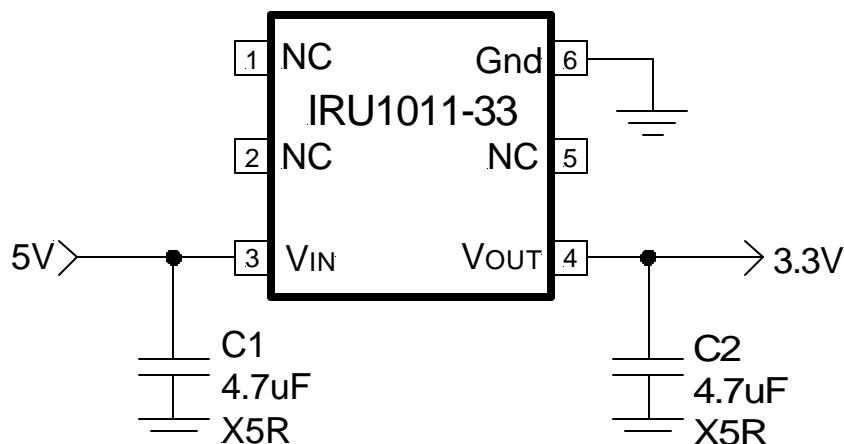 1 NC Gnd 6
IRU1011-33
2 NC NC 5
5V 3 VIN VOUT 4 3.3V
C1
4.7uF
X5R
C2
4.7uF
X5R